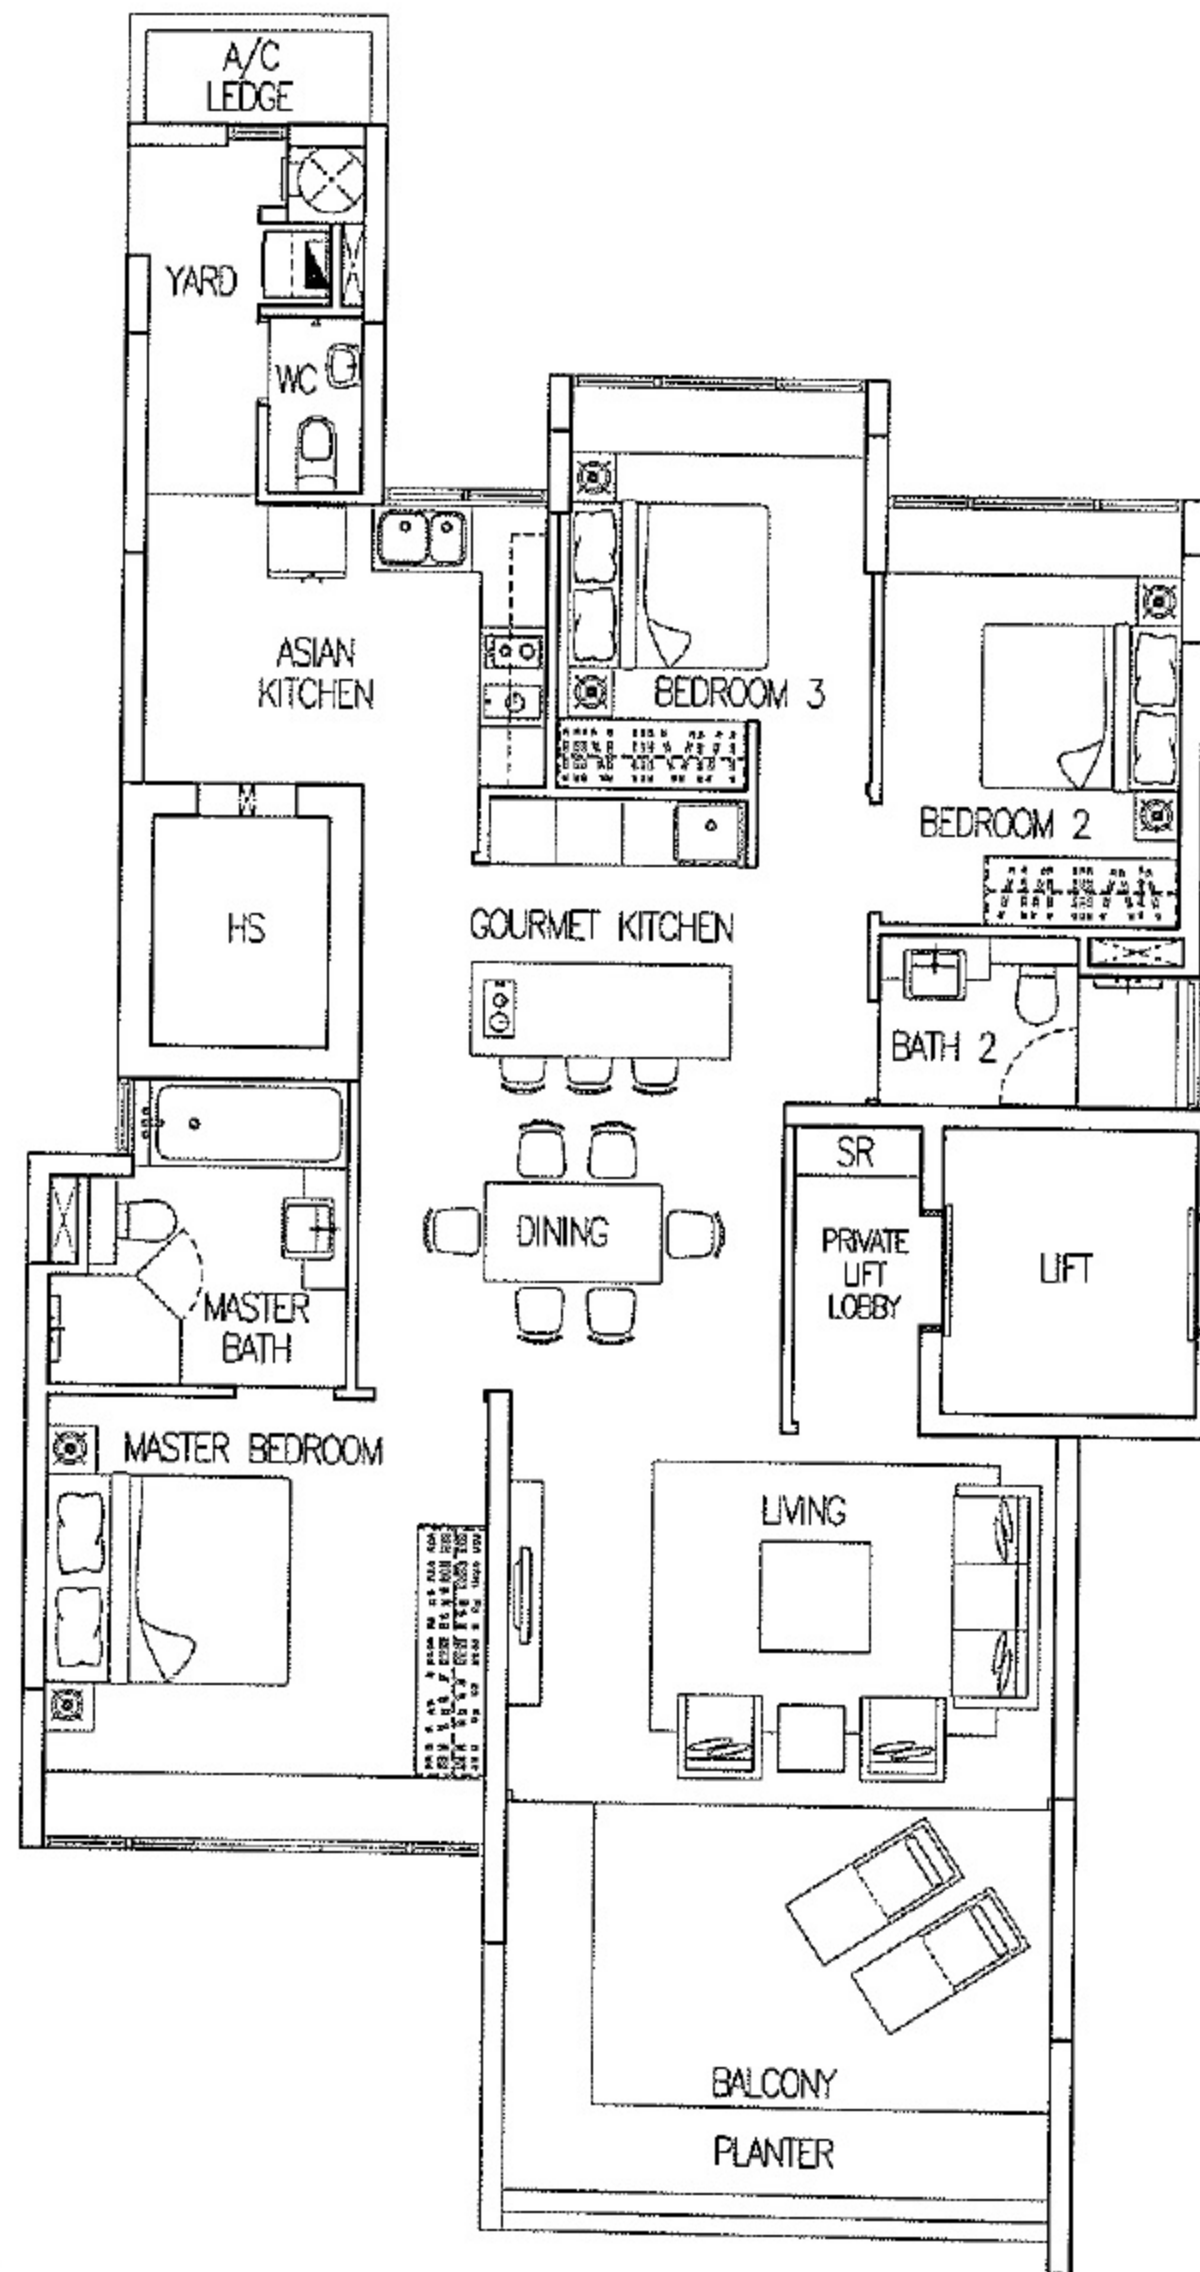 A/C
LEDGE
YARD
WC
ASIAN
KITCHEN
BEDROOM 3
BEDROOM 2
HS
GOURMET KITCHEN
BATH 2
SR
DINING
PRIVATE
LIFT
LOBBY
LIFT
MASTER
BATH
MASTER BEDROOM
LIVING
BALCONY
PLANTER